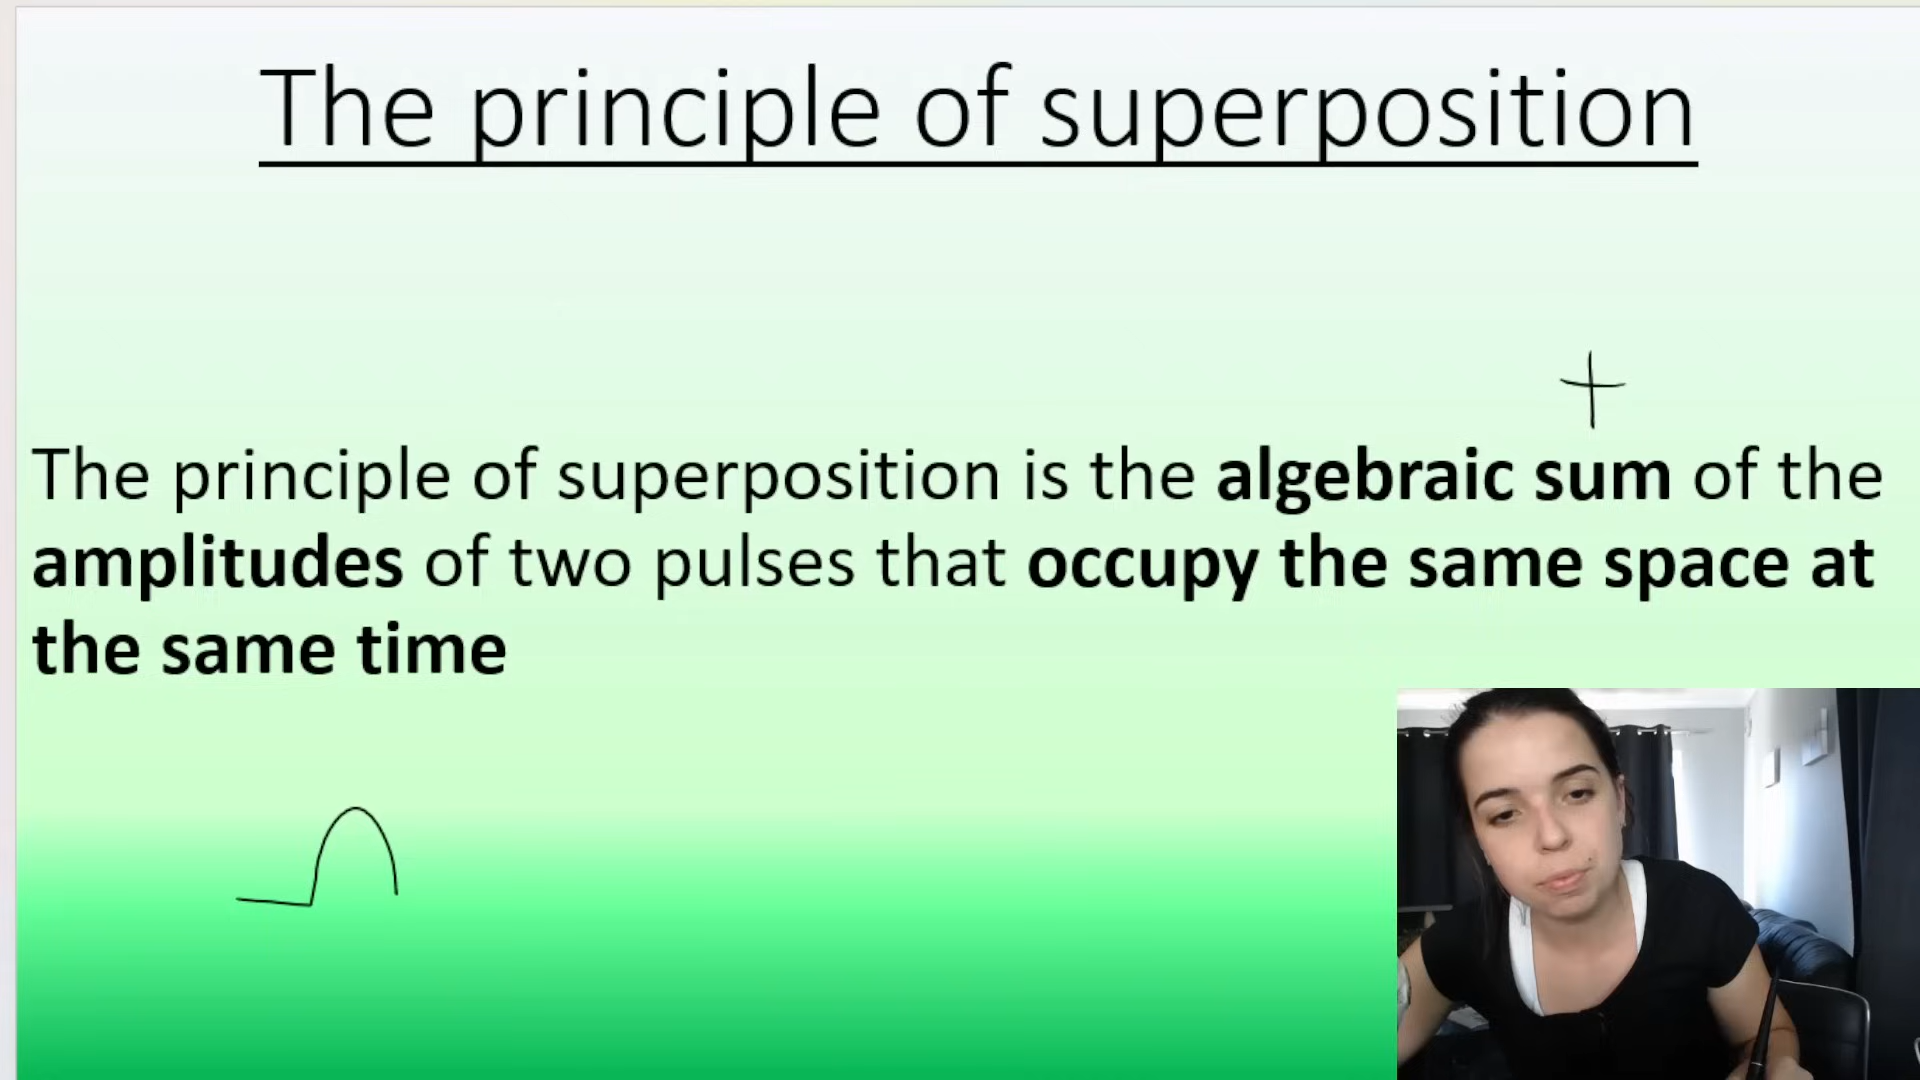 The principle of superposition
+
The principle of superposition is the algebraic sum of the
amplitudes of two pulses that occupy the same space at
the same time